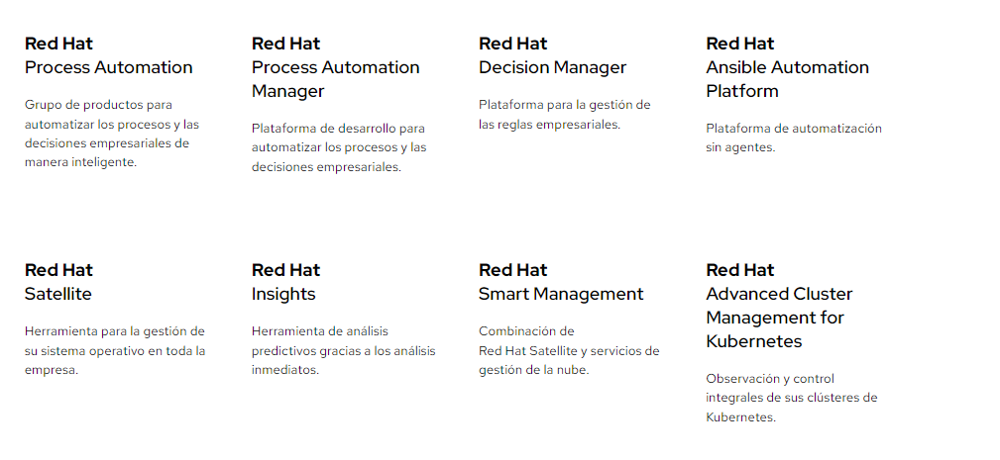 Red Hat
Process Automation
Grupo de productos para
automatizar los procesos y las
decisiones empresariales de
manera inteligente.
Red Hat
Process Automation
Manager
Plataforma de desarrollo para
automatizar los procesos y las
decisiones empresariales.
Red Hat
Decision Manager
Plataforma para la gestión de
las reglas empresariales.
Red Hat
Ansible Automation
Platform
Plataforma de automatización
sin agentes.
Red Hat
Satellite
Herramienta para la gestión de
su sistema operativo en toda la
empresa.
Red Hat
Insights
Herramienta de análisis
predictivos gracias a los análisis
inmediatos.
Red Hat
Smart Management
Combinación de
Red Hat Satellite y servicios de
gestión de la nube.
Red Hat
Advanced Cluster
Management for
Kubernetes
Observación y control
integrales de sus clústeres de
Kubernetes.